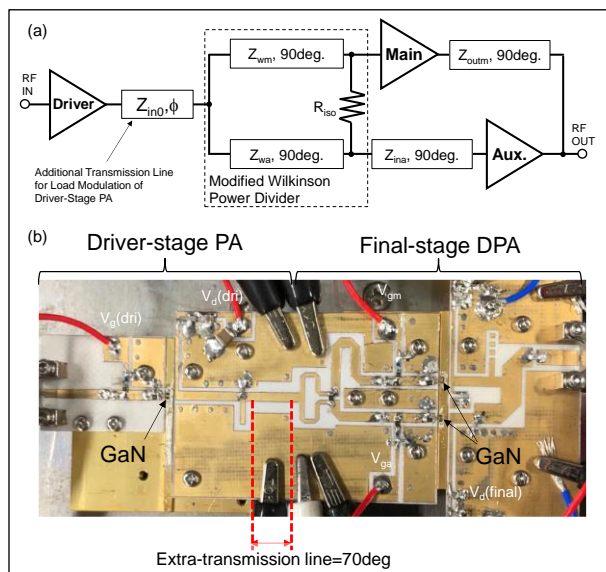 (a)
RF
IN
Driver
Z_in0,ϕ
Z_wm, 90deg.
Main
Z_outm, 90deg.
R_iso
Z_wa, 90deg.
Z_ina, 90deg.
Aux.
RF
OUT
Additional Transmission Line
for Load Modulation of
Driver-Stage PA
Modified Wilkinson
Power Divider
(b)
Driver-stage PA
Final-stage DPA
V_g(dri)
V_d(dri)
V_gm
GaN
V_ga
GaN
V_d(final)
Extra-transmission line=70deg